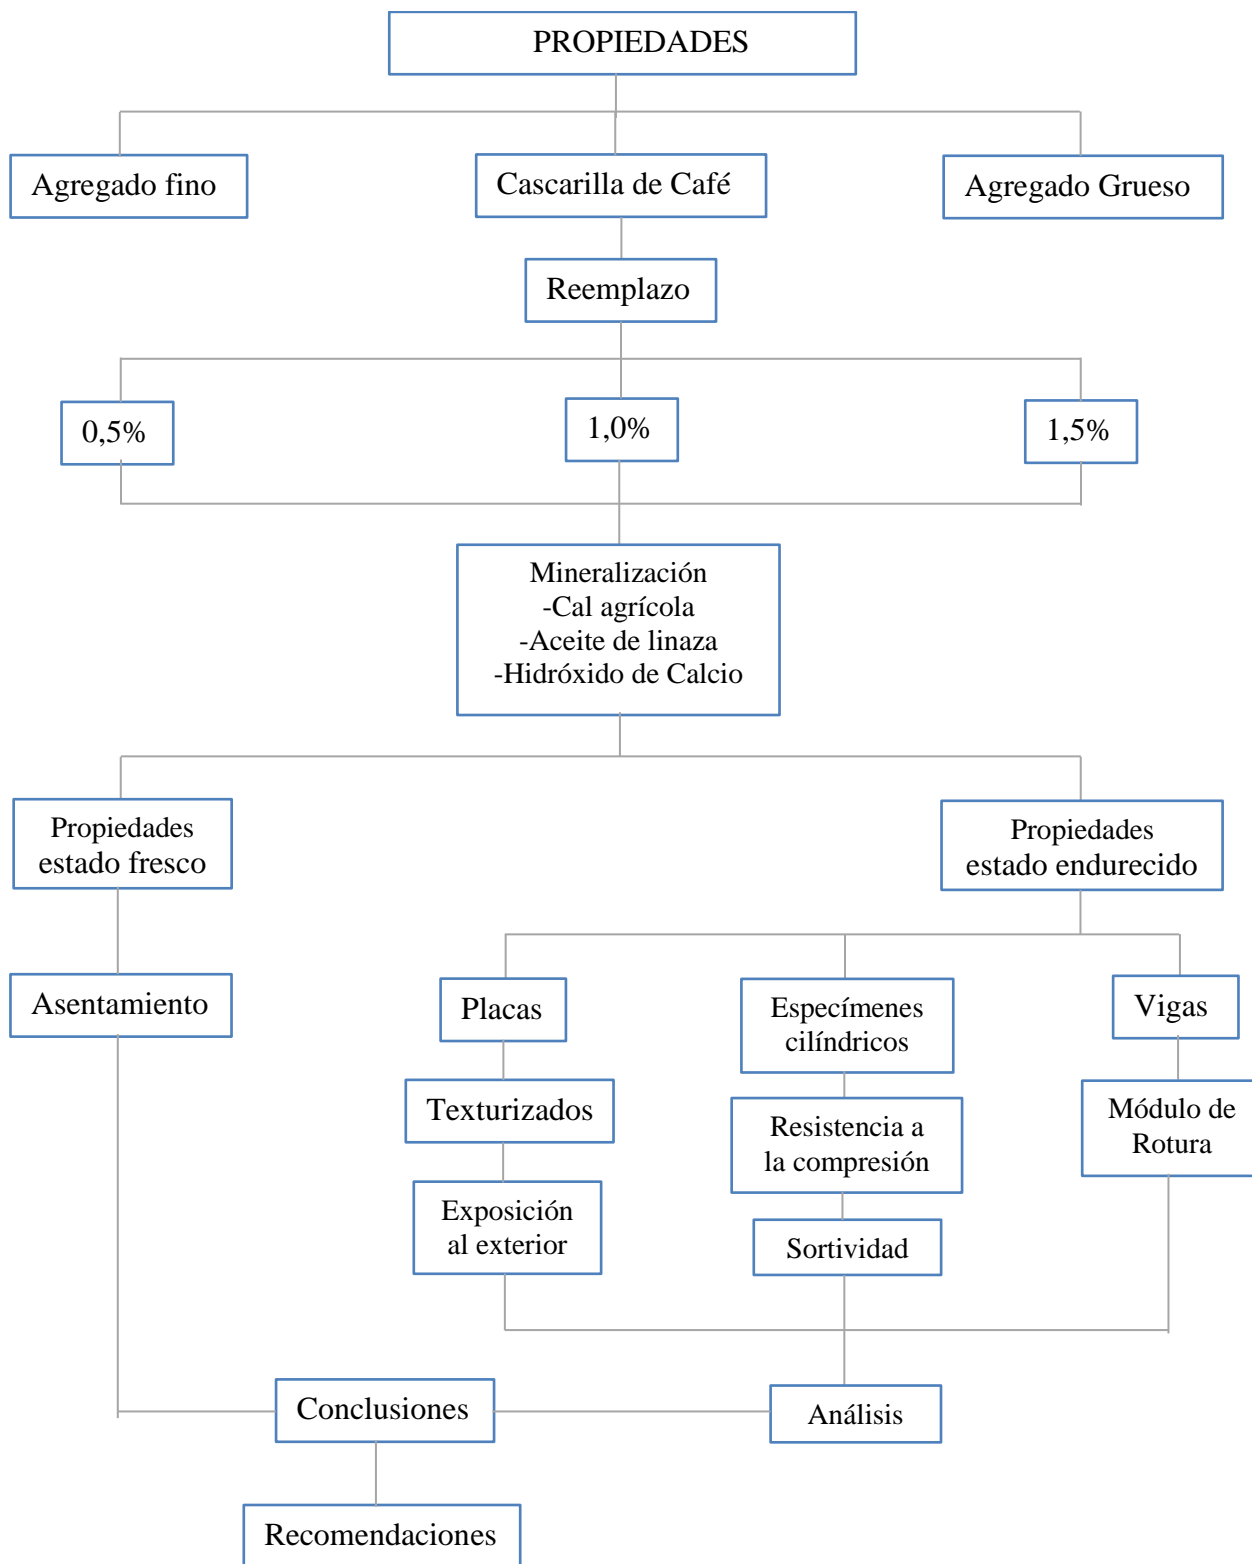 PROPIEDADES
Agregado fino
Cascarilla de Café
Agregado Grueso
Reemplazo
0,5%
1,0%
1,5%
Mineralización
-Cal agrícola
-Aceite de linaza
-Hidróxido de Calcio
Propiedades
estado fresco
Propiedades
estado endurecido
Asentamiento
Placas
Especímenes
cilíndricos
Vigas
Texturizados
Resistencia a
la compresión
Módulo de
Rotura
Exposición
al exterior
Sortividad
Conclusiones
Análisis
Recomendaciones